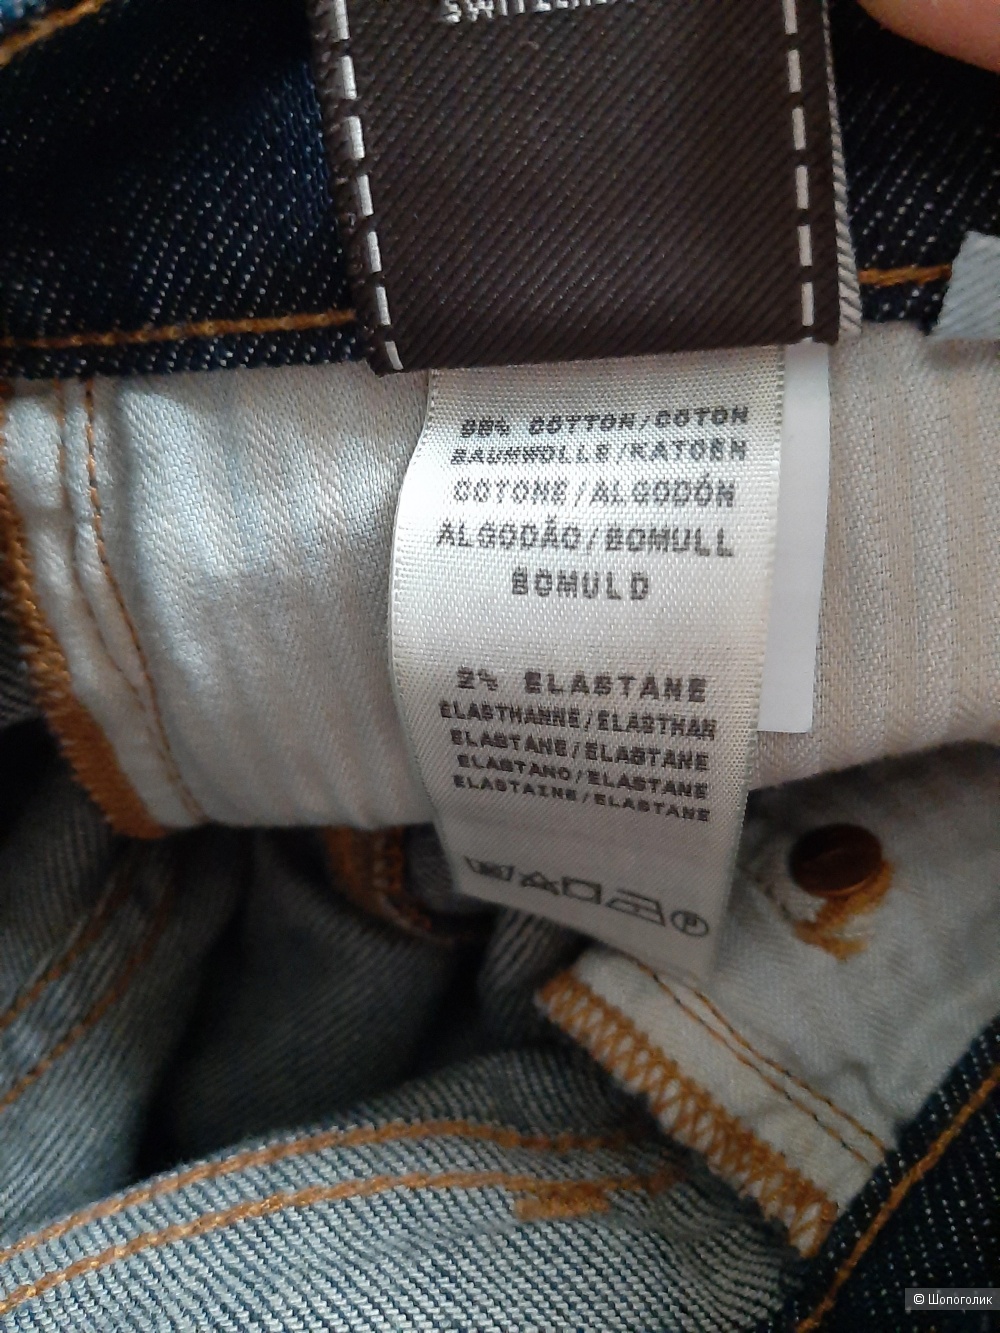 98% COTTON/COTON
BAUMWOLLE/KATOEN
COTONE/ALGODÓN
ALGODÃO/BOMULL
BOMULD
2% ELASTANE
ELASTHANNE/ELASTHAN
ELASTANE/ELASTANE
ELASTANO/ELASTANE
ELASTAINE/ELASTANE
P
© Шопоголик